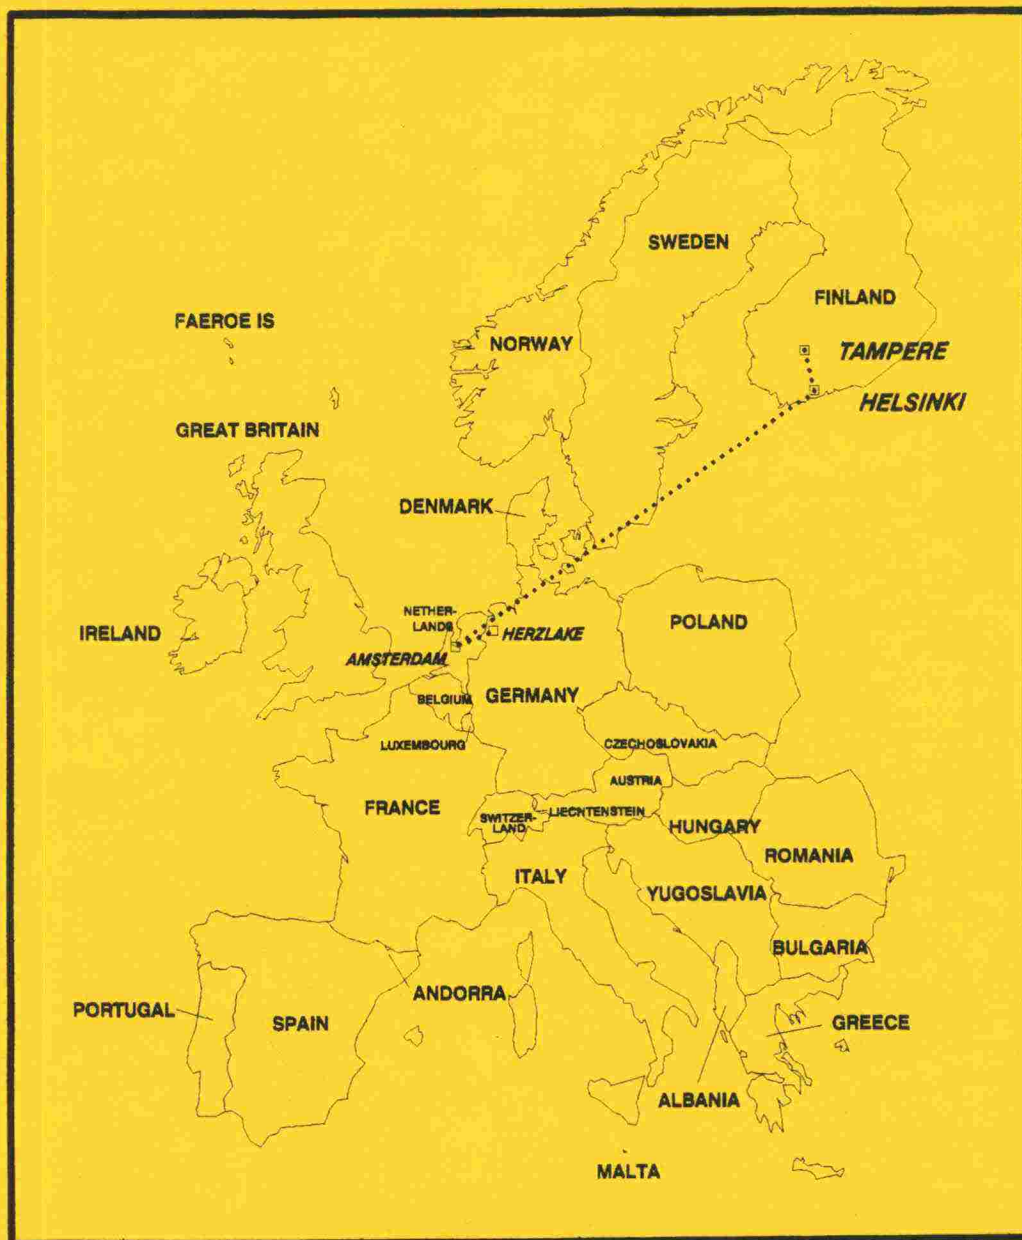 SWEDEN
FINLAND
FAEROE IS
NORWAY
TAMPERE
HELSINKI
GREAT BRITAIN
DENMARK
NETHER-
LANDS
IRELAND
HERZLAKE
POLAND
AMSTERDAM
GERMANY
BELGIUM
LUXEMBOURG
CZECHOSLOVAKIA
AUSTRIA
FRANCE
SWITZER-
LAND
LIECHTENSTEIN
HUNGARY
ROMANIA
ITALY
YUGOSLAVIA
BULGARIA
PORTUGAL
ANDORRA
SPAIN
GREECE
ALBANIA
MALTA